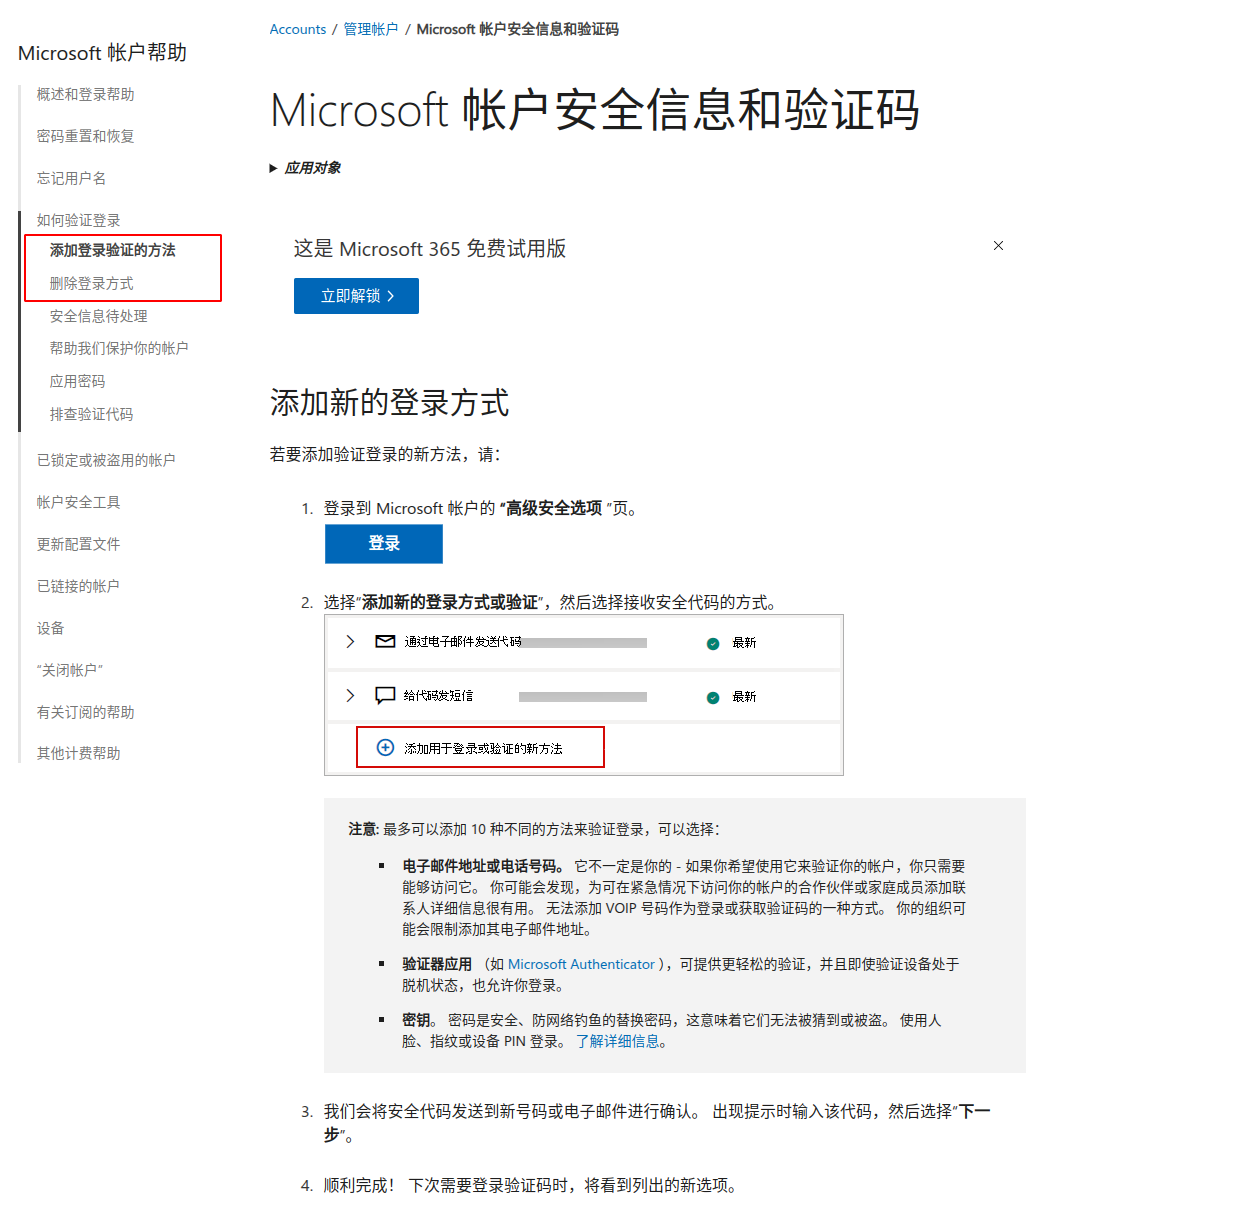 Accounts / 管理帐户 / Microsoft 帐户安全信息和验证码
Microsoft 帐户帮助
概述和登录帮助
密码重置和恢复
忘记用户名
如何验证登录
添加登录验证的方法
删除登录方式
安全信息待处理
帮助我们保护你的帐户
应用密码
排查验证代码
已锁定或被盗用的帐户
帐户安全工具
更新配置文件
已链接的帐户
设备
“关闭帐户”
有关订阅的帮助
其他计费帮助
Microsoft 帐户安全信息和验证码
应用对象
这是 Microsoft 365 免费试用版
立即解锁
添加新的登录方式
若要添加验证登录的新方法，请：
1. 登录到 Microsoft 帐户的 “高级安全选项 ”页。
登录
2. 选择“添加新的登录方式或验证”，然后选择接收安全代码的方式。
通过电子邮件发送代码 最新
给代码发短信 最新
添加用于登录或验证的新方法
注意: 最多可以添加 10 种不同的方法来验证登录，可以选择：
电子邮件地址或电话号码。 它不一定是你的 - 如果你希望使用它来验证你的帐户，你只需要
能够访问它。 你可能会发现，为可在紧急情况下访问你的帐户的合作伙伴或家庭成员添加联
系人详细信息很有用。 无法添加 VOIP 号码作为登录或获取验证码的一种方式。 你的组织可
能会限制添加其电子邮件地址。
验证器应用 （如 Microsoft Authenticator ），可提供更轻松的验证，并且即使验证设备处于
脱机状态，也允许你登录。
密钥。 密码是安全、防网络钓鱼的替换密码，这意味着它们无法被猜到或被盗。 使用人
脸、指纹或设备 PIN 登录。 了解详细信息。
3. 我们会将安全代码发送到新号码或电子邮件进行确认。 出现提示时输入该代码，然后选择“下一
步”。
4. 顺利完成！ 下次需要登录验证码时，将看到列出的新选项。